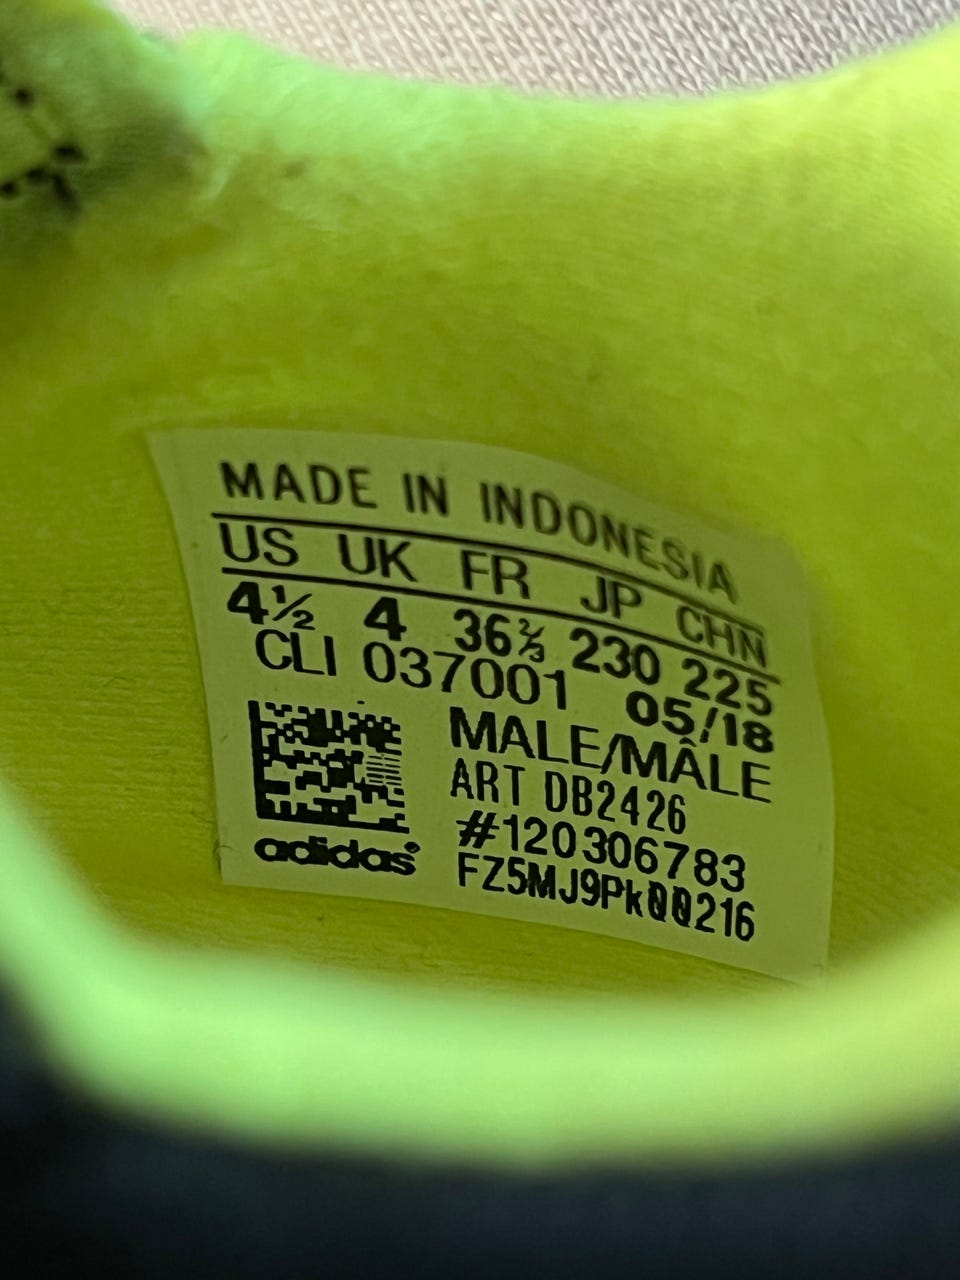 MADE IN INDONESIA
US UK FR JP CHN
4½ 4 36⅔ 230 225
CLI 037001 05/18
MALE/MÂLE
ART DB2426
#120306783
FZ5MJ9Pk00216
adidas®